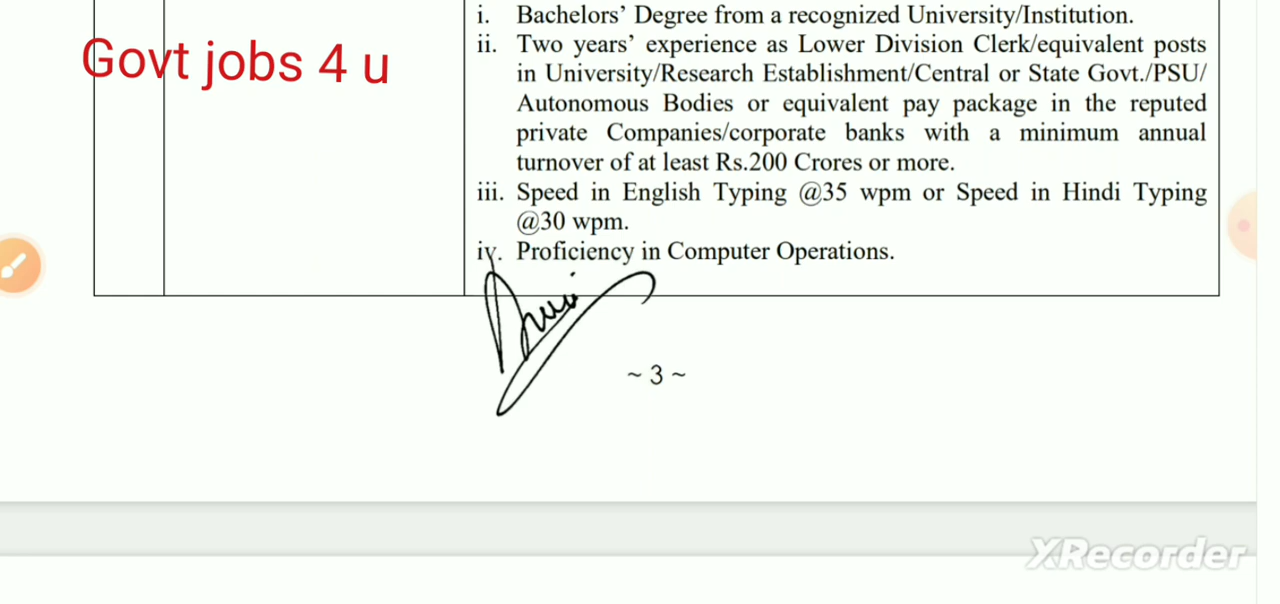 i. Bachelors' Degree from a recognized University/Institution.
Govt jobs 4 u
ii. Two years' experience as Lower Division Clerk/equivalent posts
in University/Research Establishment/Central or State Govt./PSU/
Autonomous Bodies or equivalent pay package in the reputed
private Companies/corporate banks with a minimum annual
turnover of at least Rs.200 Crores or more.
iii. Speed in English Typing @35 wpm or Speed in Hindi Typing
@30 wpm.
iv. Proficiency in Computer Operations.
~ 3 ~
XRecorder